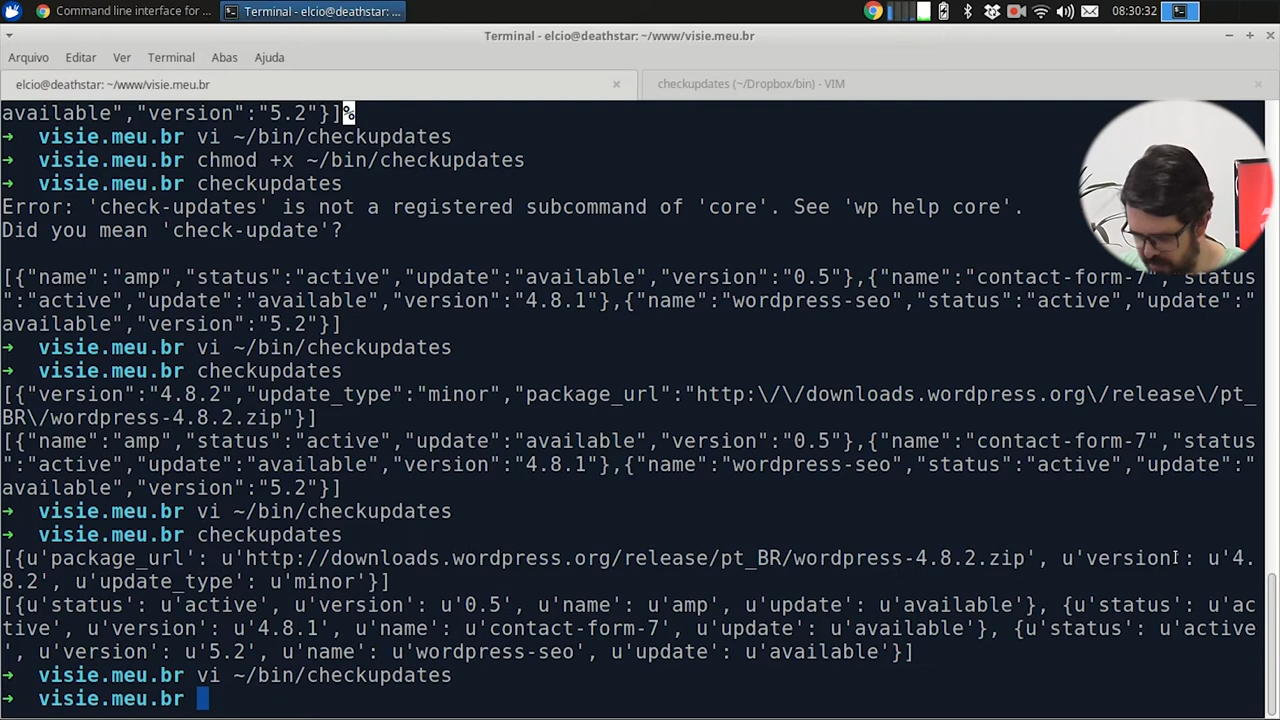 Command line interface for ...
Terminal - elcio@deathstar: ...
08:30:32
Terminal - elcio@deathstar: ~/www/visie.meu.br
Arquivo Editar Ver Terminal Abas Ajuda
elcio@deathstar: ~/www/visie.meu.br
checkupdates (~/Dropbox/bin) - VIM
available","version":"5.2"}]%
→ visie.meu.br vi ~/bin/checkupdates
→ visie.meu.br chmod +x ~/bin/checkupdates
→ visie.meu.br checkupdates
Error: 'check-updates' is not a registered subcommand of 'core'. See 'wp help core'.
Did you mean 'check-update'?
[{"name":"amp","status":"active","update":"available","version":"0.5"},{"name":"contact-form-7","status
":"active","update":"available","version":"4.8.1"},{"name":"wordpress-seo","status":"active","update":"
available","version":"5.2"}]
→ visie.meu.br vi ~/bin/checkupdates
→ visie.meu.br checkupdates
[{"version":"4.8.2","update_type":"minor","package_url":"http:\/\/downloads.wordpress.org\/release\/pt_
BR\/wordpress-4.8.2.zip"}]
[{"name":"amp","status":"active","update":"available","version":"0.5"},{"name":"contact-form-7","status
":"active","update":"available","version":"4.8.1"},{"name":"wordpress-seo","status":"active","update":"
available","version":"5.2"}]
→ visie.meu.br vi ~/bin/checkupdates
→ visie.meu.br checkupdates
[{u'package_url': u'http://downloads.wordpress.org/release/pt_BR/wordpress-4.8.2.zip', u'version': u'4.
8.2', u'update_type': u'minor'}]
[{u'status': u'active', u'version': u'0.5', u'name': u'amp', u'update': u'available'}, {u'status': u'ac
tive', u'version': u'4.8.1', u'name': u'contact-form-7', u'update': u'available'}, {u'status': u'active
', u'version': u'5.2', u'name': u'wordpress-seo', u'update': u'available'}]
→ visie.meu.br vi ~/bin/checkupdates
→ visie.meu.br